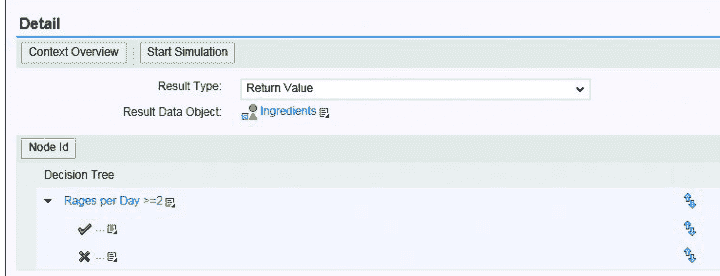 Detail
Context Overview Start Simulation
Result Type: Return Value
Result Data Object: Ingredients
Node Id
Decision Tree
Rages per Day >=2
...
...